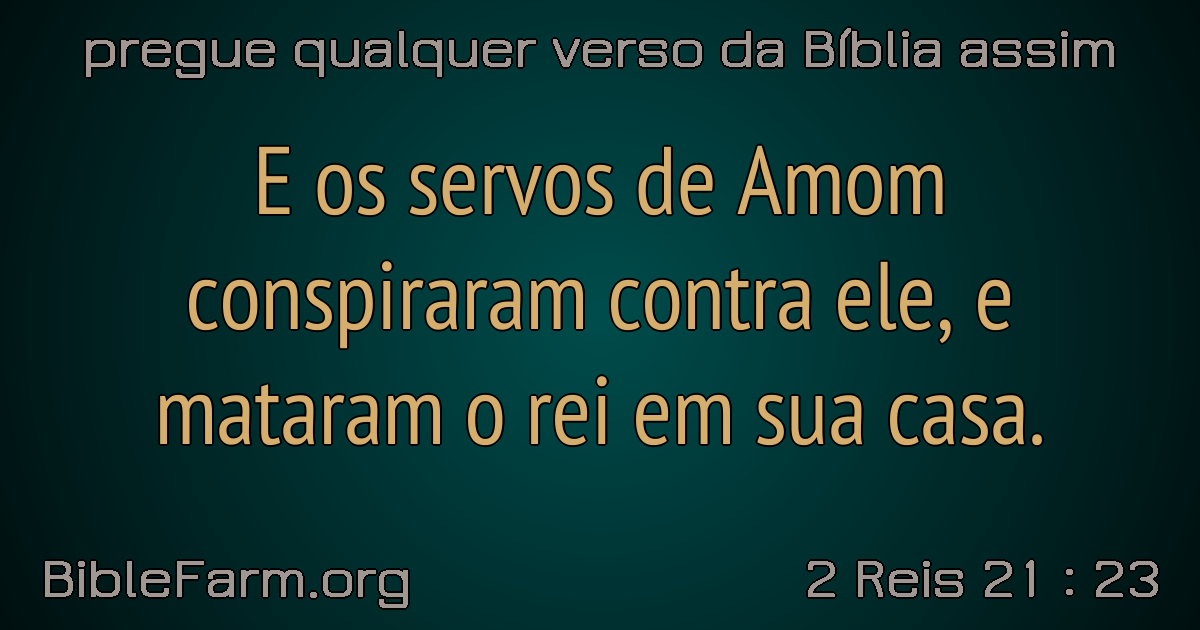 pregue qualquer verso da Bíblia assim
E os servos de Amom
conspiraram contra ele, e
mataram o rei em sua casa.
BibleFarm.org
2 Reis 21 : 23